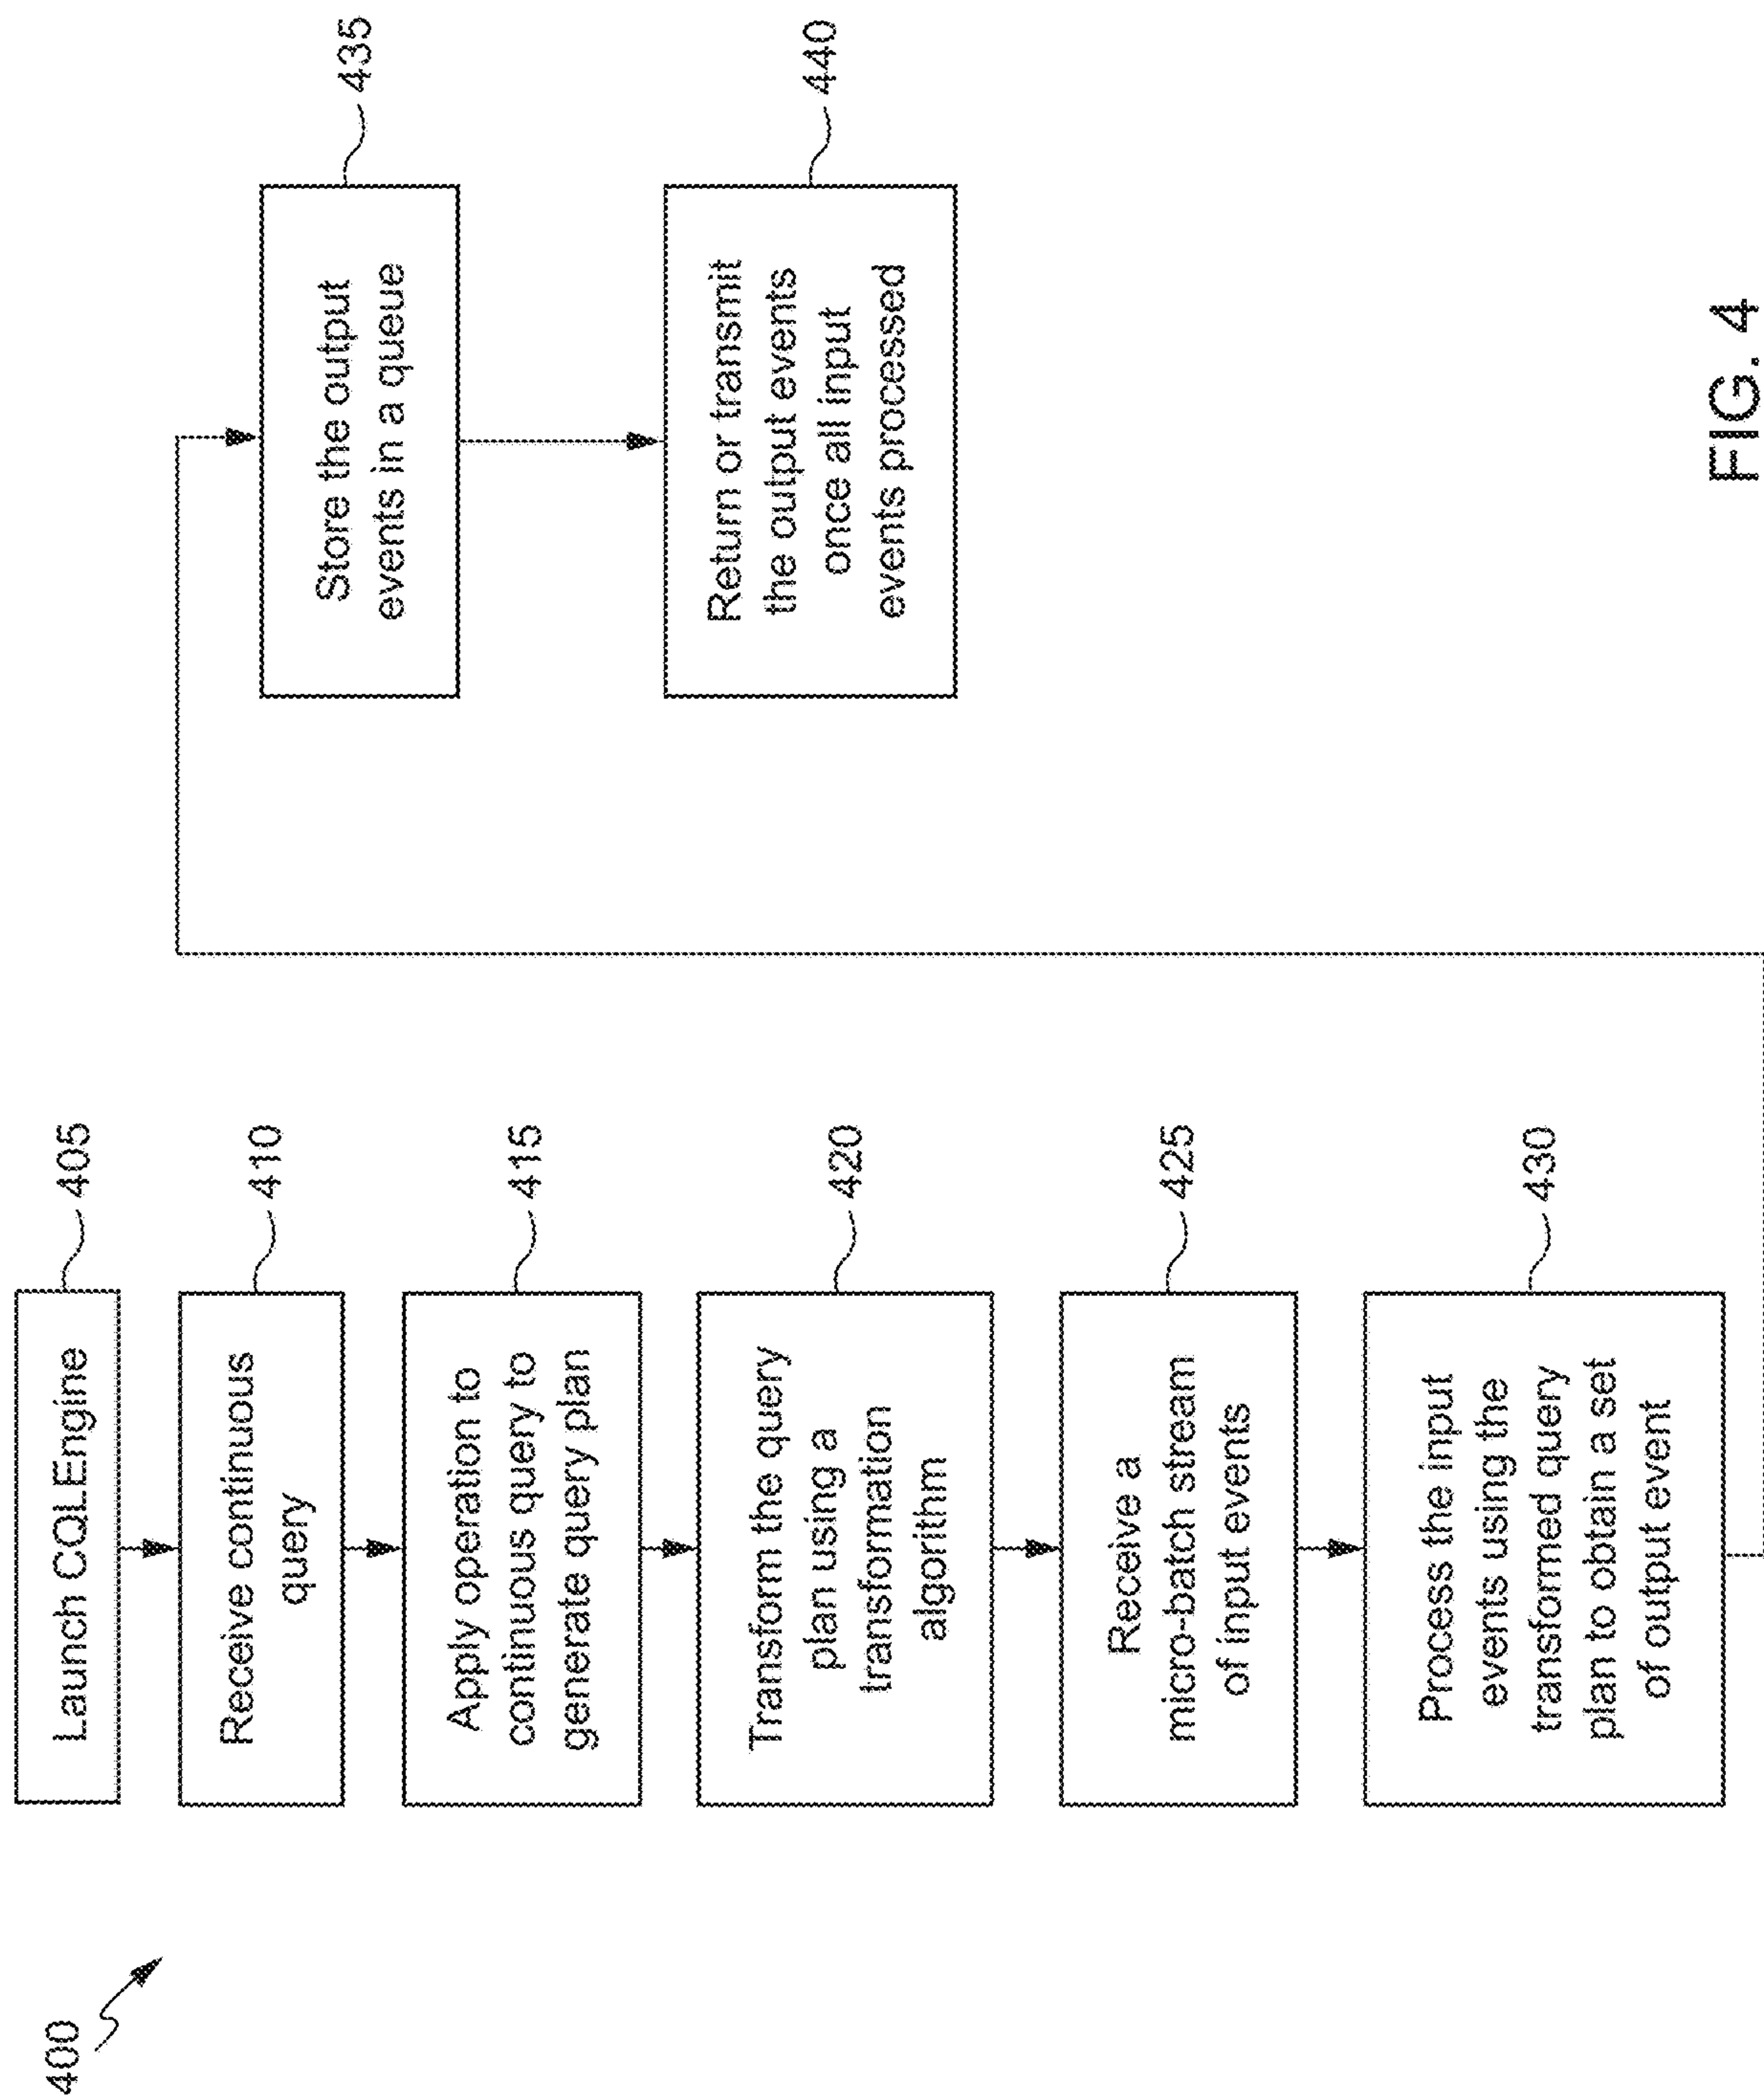 400
Launch CQLEngine
405
Receive continuous
query
410
Apply operation to
continuous query to
generate query plan
415
Transform the query
plan using a
transformation
algorithm
420
Receive a
micro-batch stream
of input events
425
Process the input
events using the
transformed query
plan to obtain a set
of output event
430
Store the output
events in a queue
435
Return or transmit
the output events
once all input
events processed
440
FIG. 4